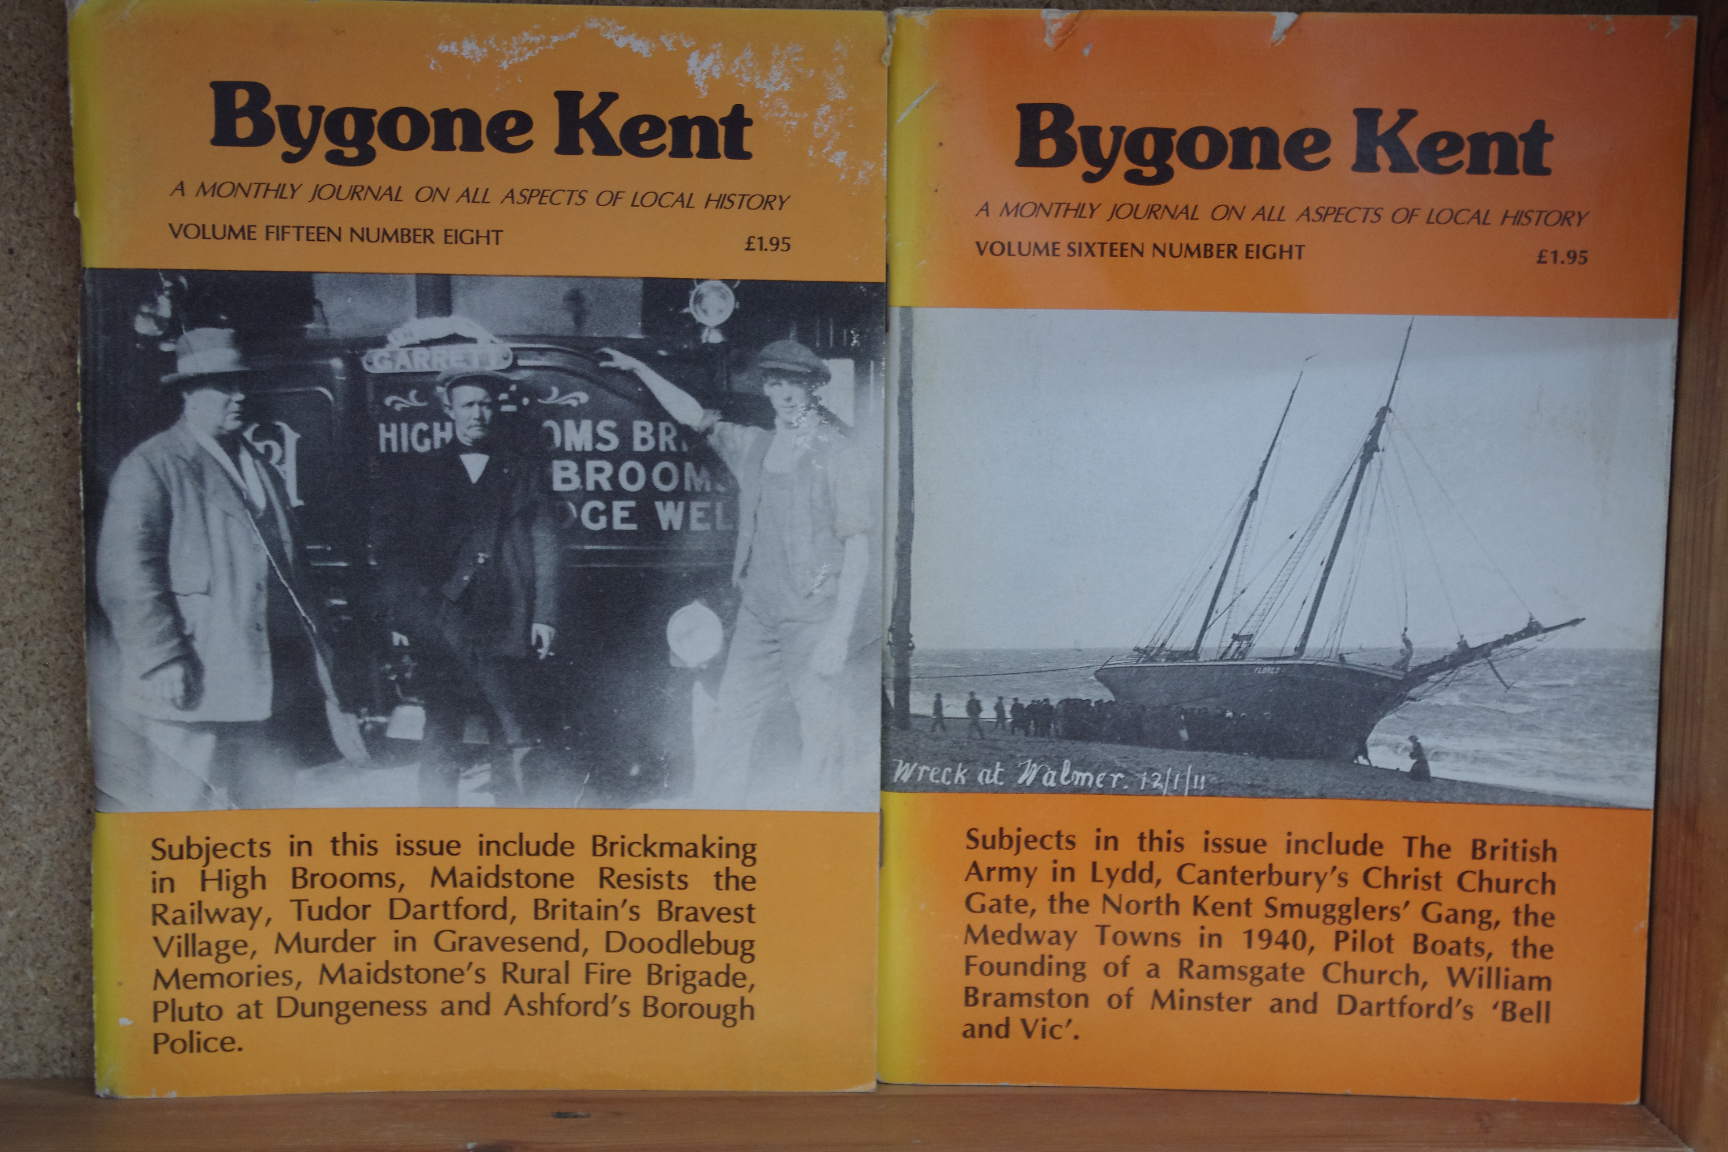 Bygone Kent
A MONTHLY JOURNAL ON ALL ASPECTS OF LOCAL HISTORY
VOLUME FIFTEEN NUMBER EIGHT £1.95
GARRETT
HIGH OMS BRI
BROOMS
DGE WEL
Subjects in this issue include Brickmaking
in High Brooms, Maidstone Resists the
Railway, Tudor Dartford, Britain's Bravest
Village, Murder in Gravesend, Doodlebug
Memories, Maidstone's Rural Fire Brigade,
Pluto at Dungeness and Ashford's Borough
Police.
Bygone Kent
A MONTHLY JOURNAL ON ALL ASPECTS OF LOCAL HISTORY
VOLUME SIXTEEN NUMBER EIGHT £1.95
Wreck at Walmer. 12/1/11
Subjects in this issue include The British
Army in Lydd, Canterbury's Christ Church
Gate, the North Kent Smugglers' Gang, the
Medway Towns in 1940, Pilot Boats, the
Founding of a Ramsgate Church, William
Bramston of Minster and Dartford's 'Bell
and Vic'.